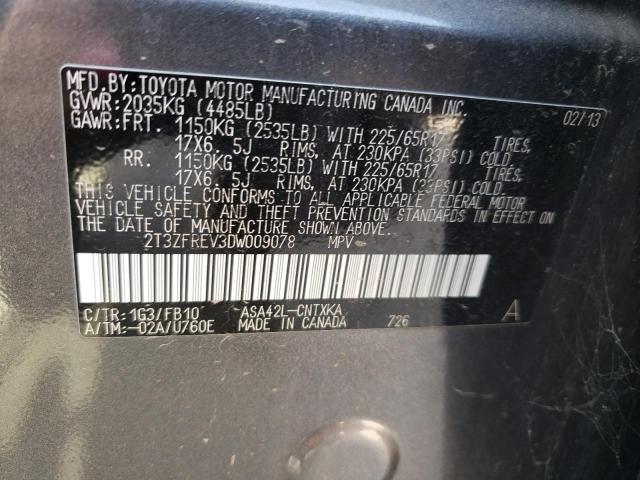 MFD.BY:TOYOTA MOTOR MANUFACTURING CANADA INC.
GVWR:2035KG (4485LB) 02/13
GAWR:FRT. 1150KG (2535LB) WITH 225/65R17 TIRES,
17X6.5J RIMS, AT 230KPA (33PSI) COLD
RR. 1150KG (2535LB) WITH 225/65R17 TIRES,
17X6.5J RIMS, AT 230KPA (33PSI) COLD.
THIS VEHICLE CONFORMS TO ALL APPLICABLE FEDERAL MOTOR
VEHICLE SAFETY AND THEFT PREVENTION STANDARDS IN EFFECT ON
THE DATE OF MANUFACTURE SHOWN ABOVE.
2T3ZFREV3DW009078 MPV
C/TR:1G3/FB10 ASA42L-CNTXKA A
A/TM:-02A/U760E MADE IN CANADA 726